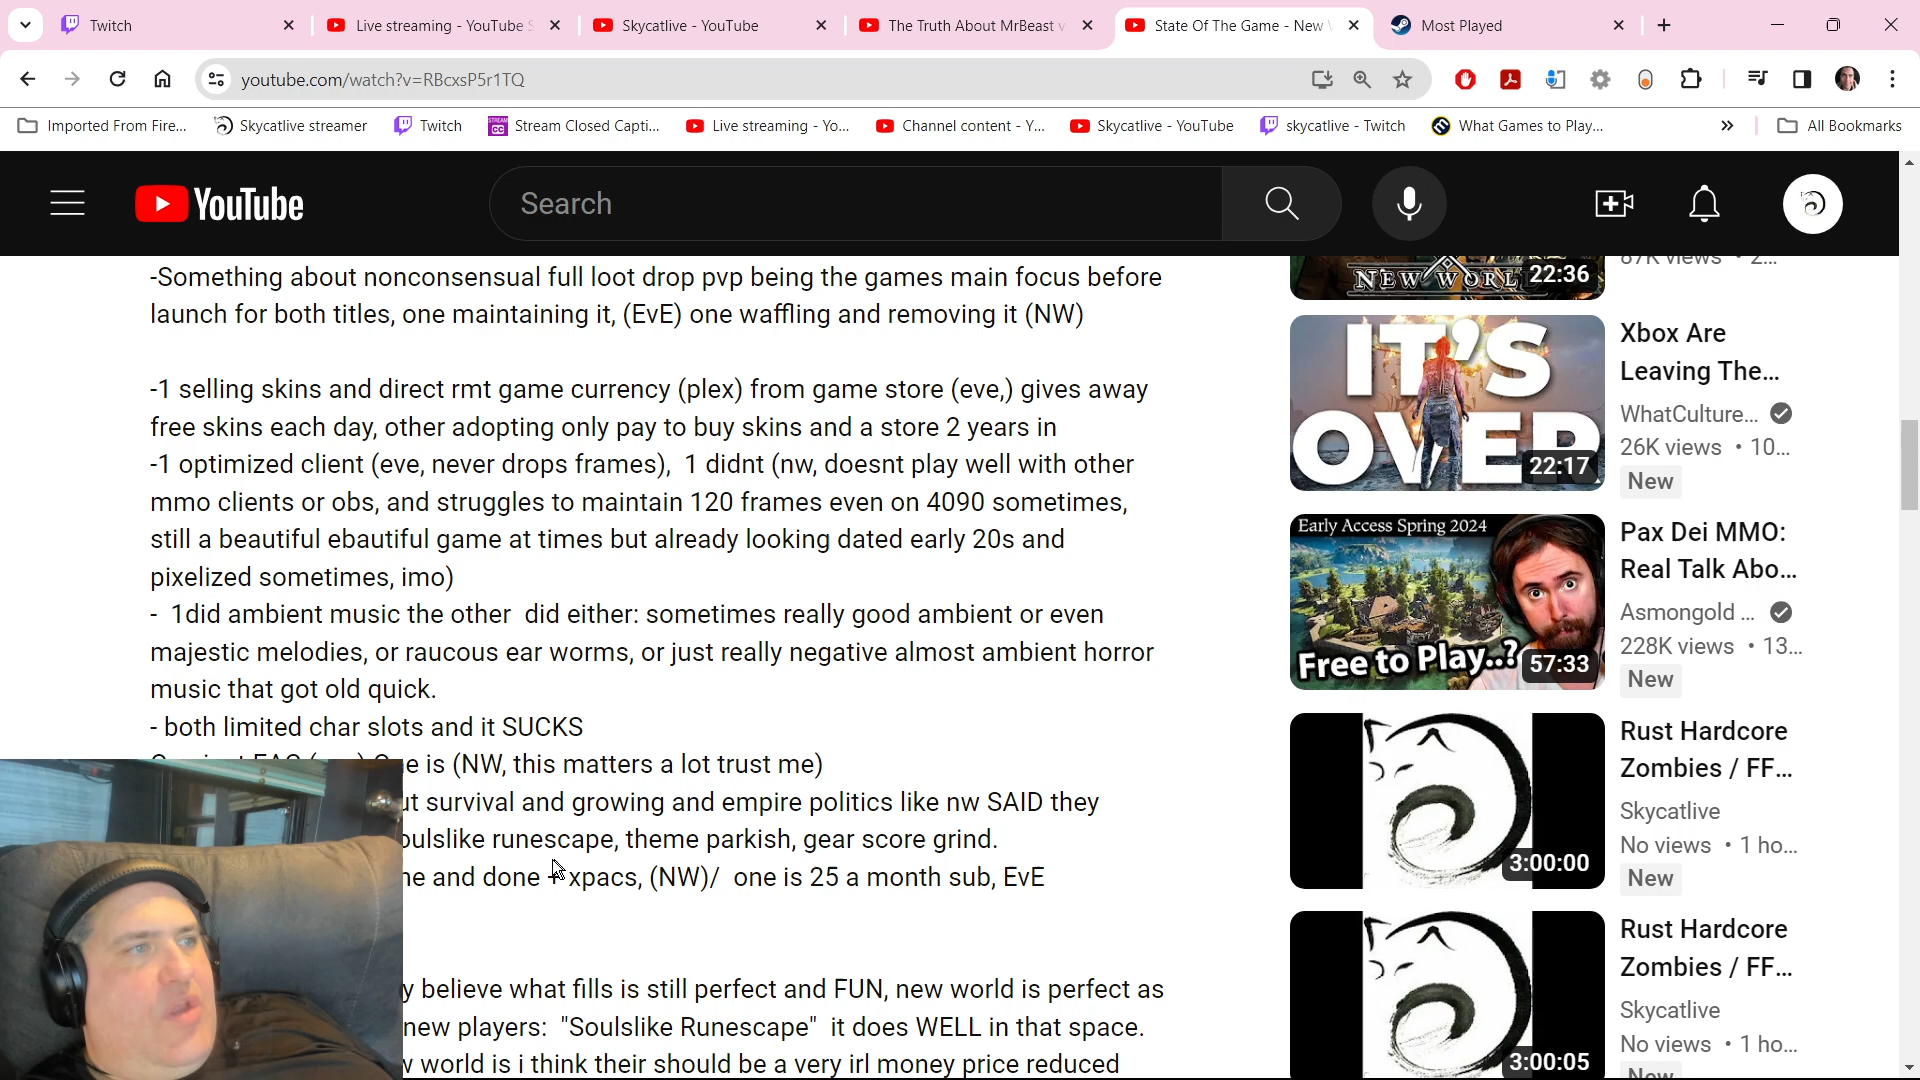 Twitch
Live streaming - YouTube S
Skycatlive - YouTube
The Truth About MrBeast v
State Of The Game - New
Most Played
youtube.com/watch?v=RBcxsP5r1TQ
Imported From Fire...
Skycatlive streamer
Twitch
Stream Closed Capti...
Live streaming - Yo...
Channel content - Y...
Skycatlive - YouTube
skycatlive - Twitch
What Games to Play...
All Bookmarks
YouTube
Search
-Something about nonconsensual full loot drop pvp being the games main focus before
launch for both titles, one maintaining it, (EvE) one waffling and removing it (NW)
-1 selling skins and direct rmt game currency (plex) from game store (eve,) gives away
free skins each day, other adopting only pay to buy skins and a store 2 years in
-1 optimized client (eve, never drops frames), 1 didnt (nw, doesnt play well with other
mmo clients or obs, and struggles to maintain 120 frames even on 4090 sometimes,
still a beautiful ebautiful game at times but already looking dated early 20s and
pixelized sometimes, imo)
- 1did ambient music the other did either: sometimes really good ambient or even
majestic melodies, or raucous ear worms, or just really negative almost ambient horror
music that got old quick.
- both limited char slots and it SUCKS
is (NW, this matters a lot trust me)
survival and growing and empire politics like nw SAID they
runescape, theme parkish, gear score grind.
and done + xpacs, (NW)/ one is 25 a month sub, EvE
believe what fills is still perfect and FUN, new world is perfect as
new players: "Soulslike Runescape" it does WELL in that space.
world is i think their should be a very irl money price reduced
NEW WORLD
22:36
87K views
IT'S
OVER
22:17
Xbox Are
Leaving The...
WhatCulture...
26K views • 10...
New
Early Access Spring 2024
Free to Play..?
57:33
Pax Dei MMO:
Real Talk Abo...
Asmongold ...
228K views • 13...
New
3:00:00
Rust Hardcore
Zombies / FF...
Skycatlive
No views • 1 ho...
New
3:00:05
Rust Hardcore
Zombies / FF...
Skycatlive
No views • 1 ho...
New